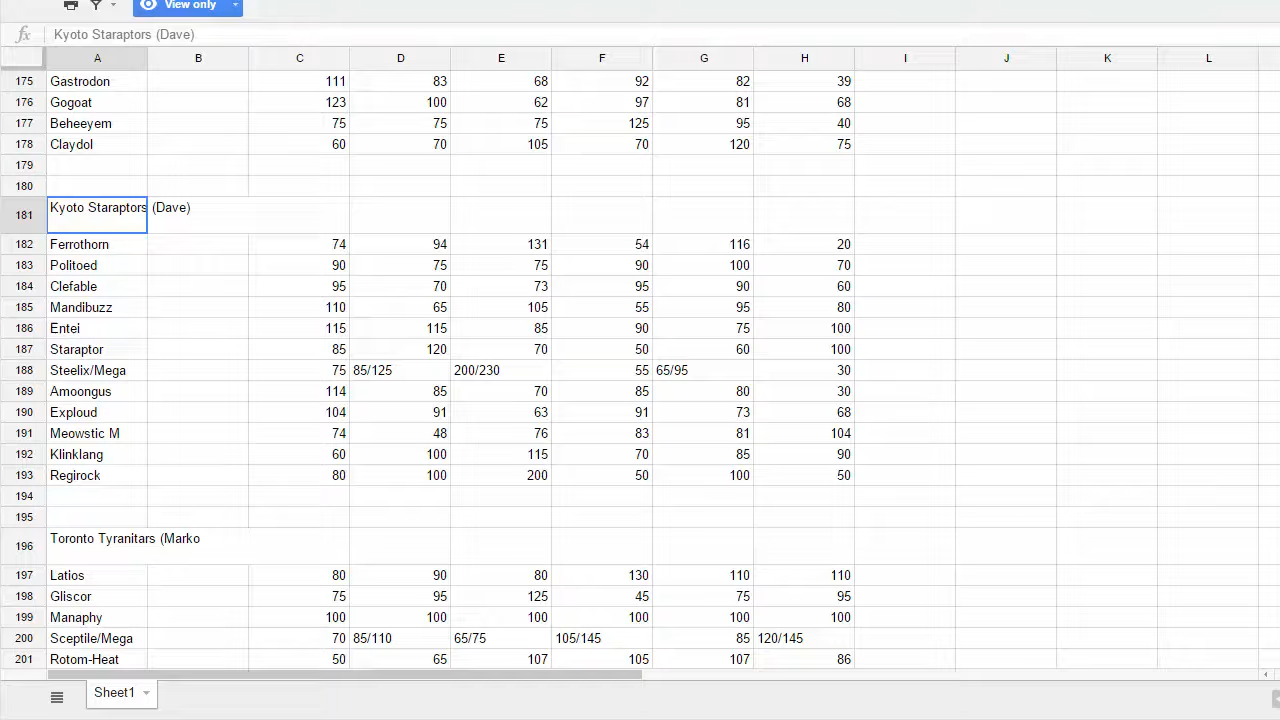 View only
fx Kyoto Staraptors (Dave)
A B C D E F G H I J K L
175 Gastrodon 111 83 68 92 82 39
176 Gogoat 123 100 62 97 81 68
177 Beheeyem 75 75 75 125 95 40
178 Claydol 60 70 105 70 120 75
179
180
181 Kyoto Staraptors (Dave)
182 Ferrothorn 74 94 131 54 116 20
183 Politoed 90 75 75 90 100 70
184 Clefable 95 70 73 95 90 60
185 Mandibuzz 110 65 105 55 95 80
186 Entei 115 115 85 90 75 100
187 Staraptor 85 120 70 50 60 100
188 Steelix/Mega 75 85/125 200/230 55 65/95 30
189 Amoongus 114 85 70 85 80 30
190 Exploud 104 91 63 91 73 68
191 Meowstic M 74 48 76 83 81 104
192 Klinklang 60 100 115 70 85 90
193 Regirock 80 100 200 50 100 50
194
195
196 Toronto Tyranitars (Marko
197 Latios 80 90 80 130 110 110
198 Gliscor 75 95 125 45 75 95
199 Manaphy 100 100 100 100 100 100
200 Sceptile/Mega 70 85/110 65/75 105/145 85 120/145
201 Rotom-Heat 50 65 107 105 107 86
Sheet1